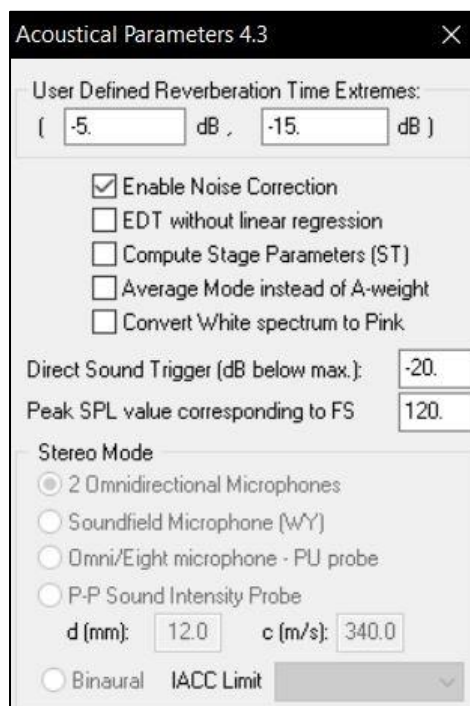 Acoustical Parameters 4.3
User Defined Reverberation Time Extremes:
( -5. dB , -15. dB )
Enable Noise Correction
EDT without linear regression
Compute Stage Parameters (ST)
Average Mode instead of A-weight
Convert White spectrum to Pink
Direct Sound Trigger (dB below max.): -20.
Peak SPL value corresponding to FS 120.
Stereo Mode
2 Omnidirectional Microphones
Soundfield Microphone (WY)
Omni/Eight microphone - PU probe
P-P Sound Intensity Probe
d (mm): 12.0 c (m/s): 340.0
Binaural IACC Limit